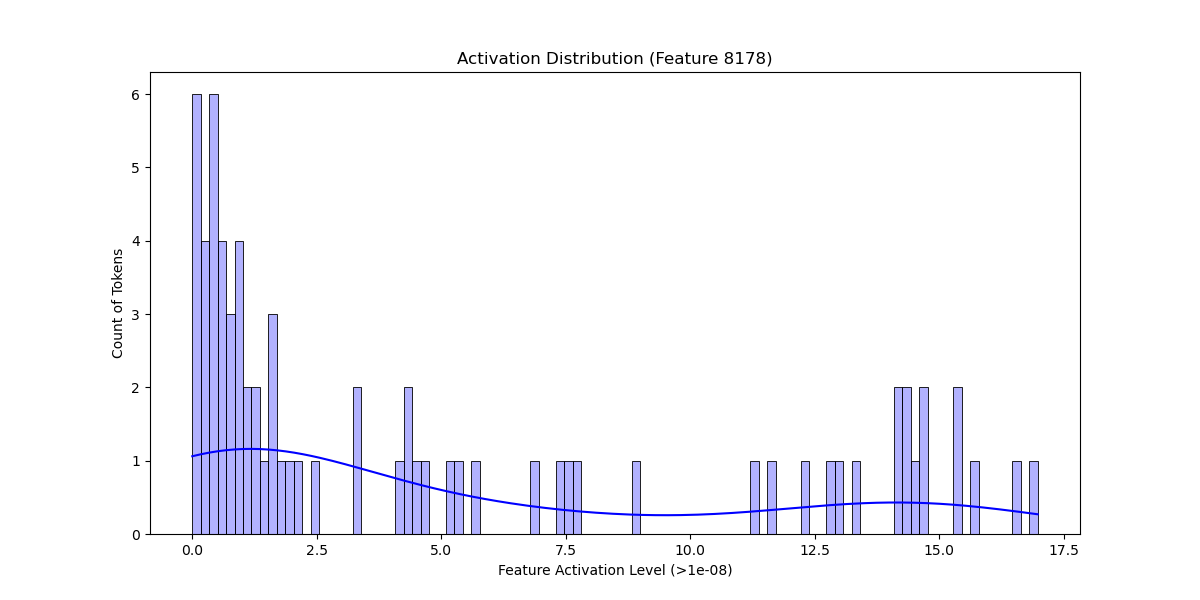 Activation Distribution (Feature 8178)
6
5
4
3
2
1
0
Count of Tokens
0.0 2.5 5.0 7.5 10.0 12.5 15.0 17.5
Feature Activation Level (>1e-08)